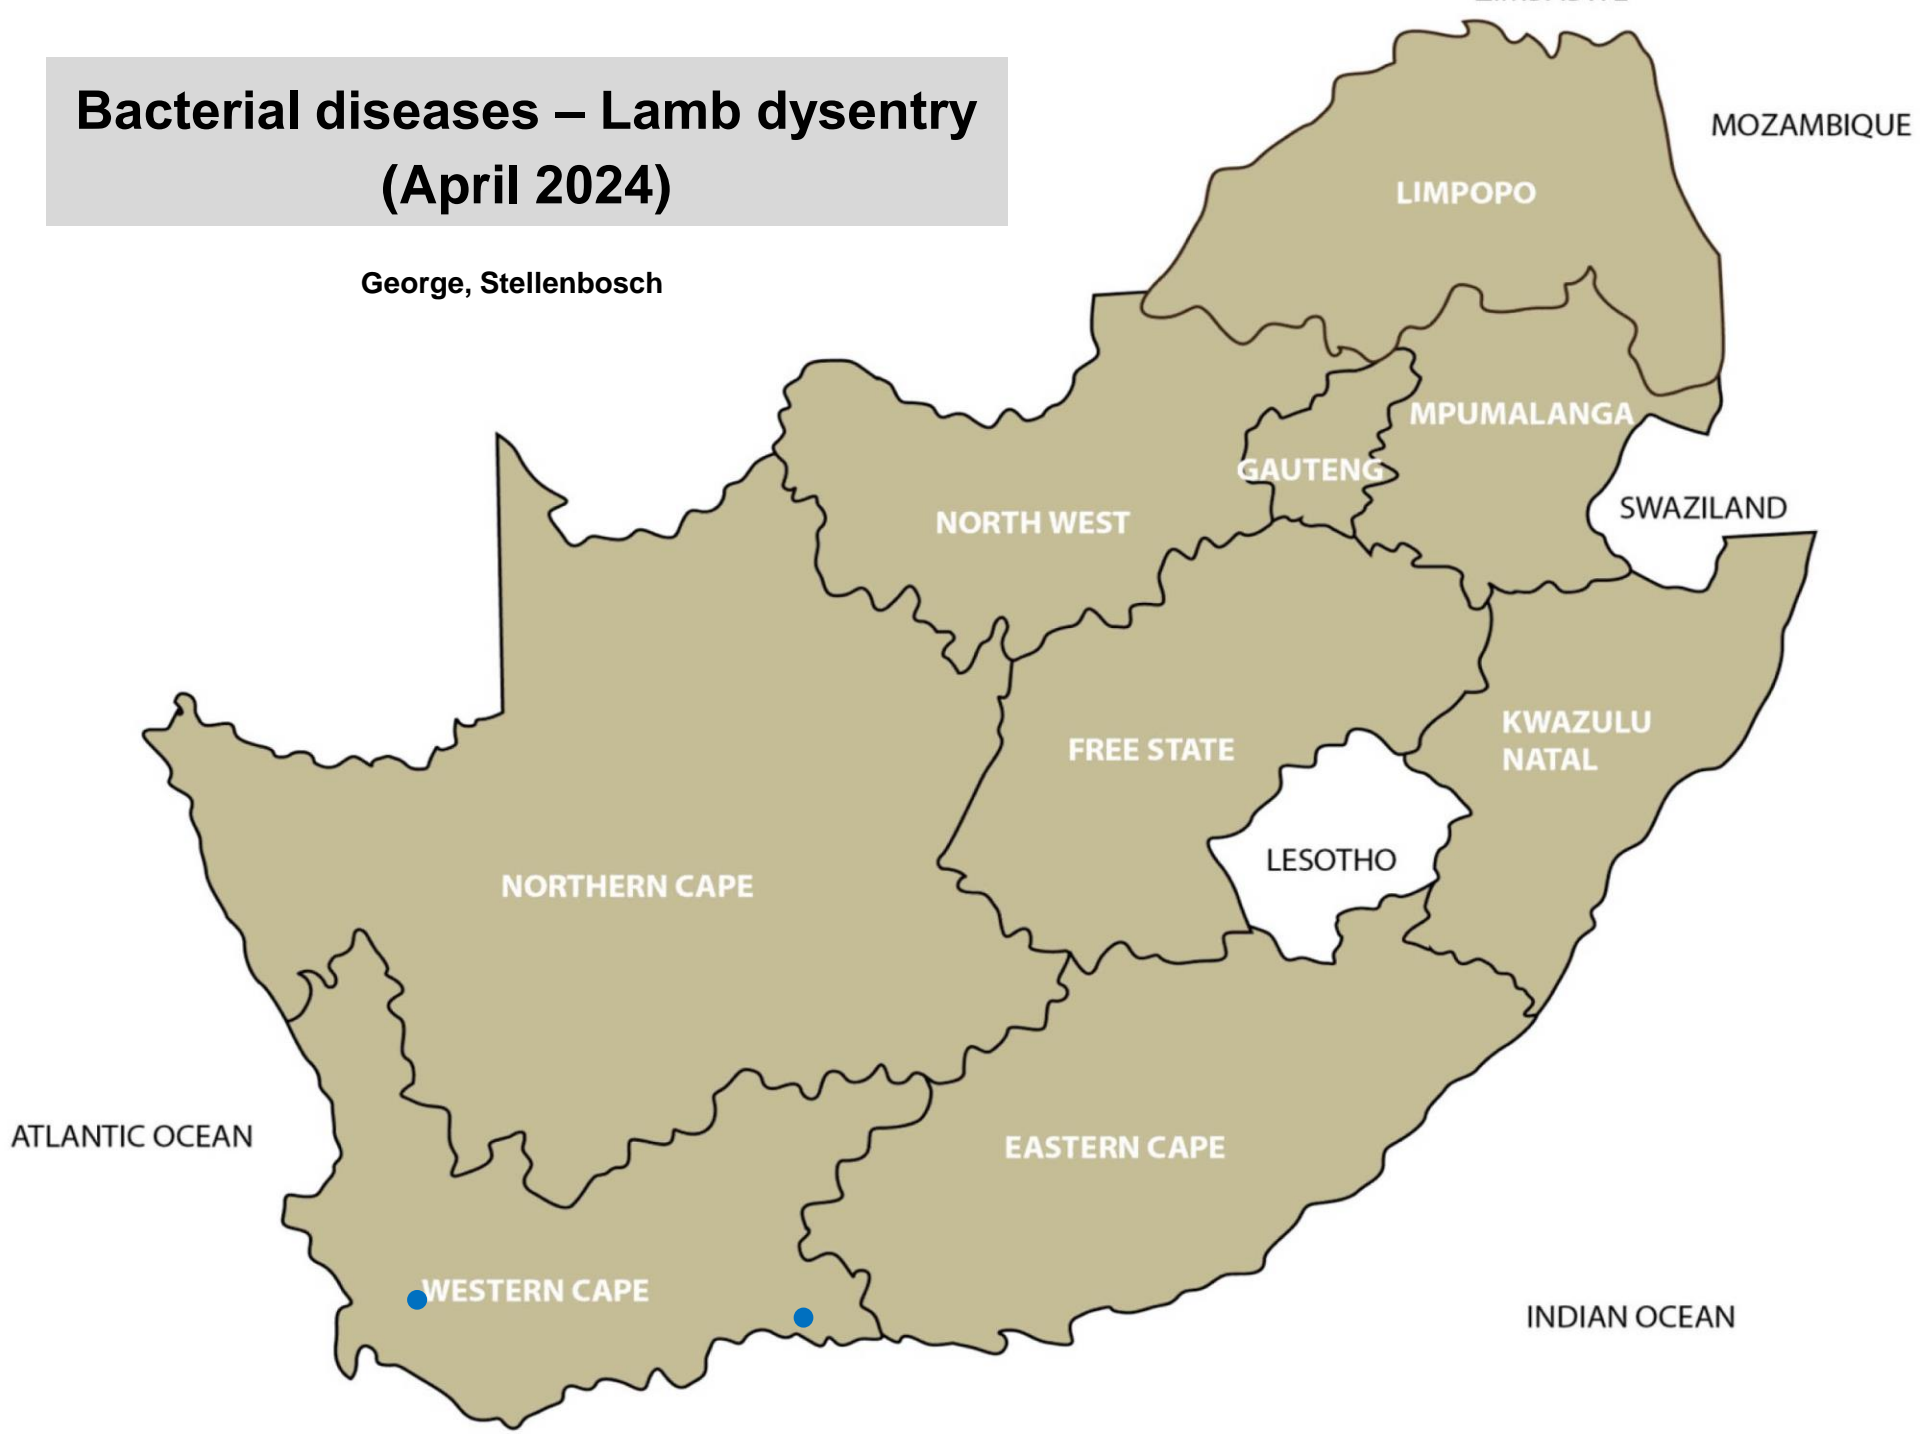 Bacterial diseases – Lamb dysentry
(April 2024)
George, Stellenbosch
MOZAMBIQUE
LIMPOPO
MPUMALANGA
GAUTENG
SWAZILAND
NORTH WEST
KWAZULU
NATAL
FREE STATE
LESOTHO
NORTHERN CAPE
ATLANTIC OCEAN
EASTERN CAPE
WESTERN CAPE
INDIAN OCEAN